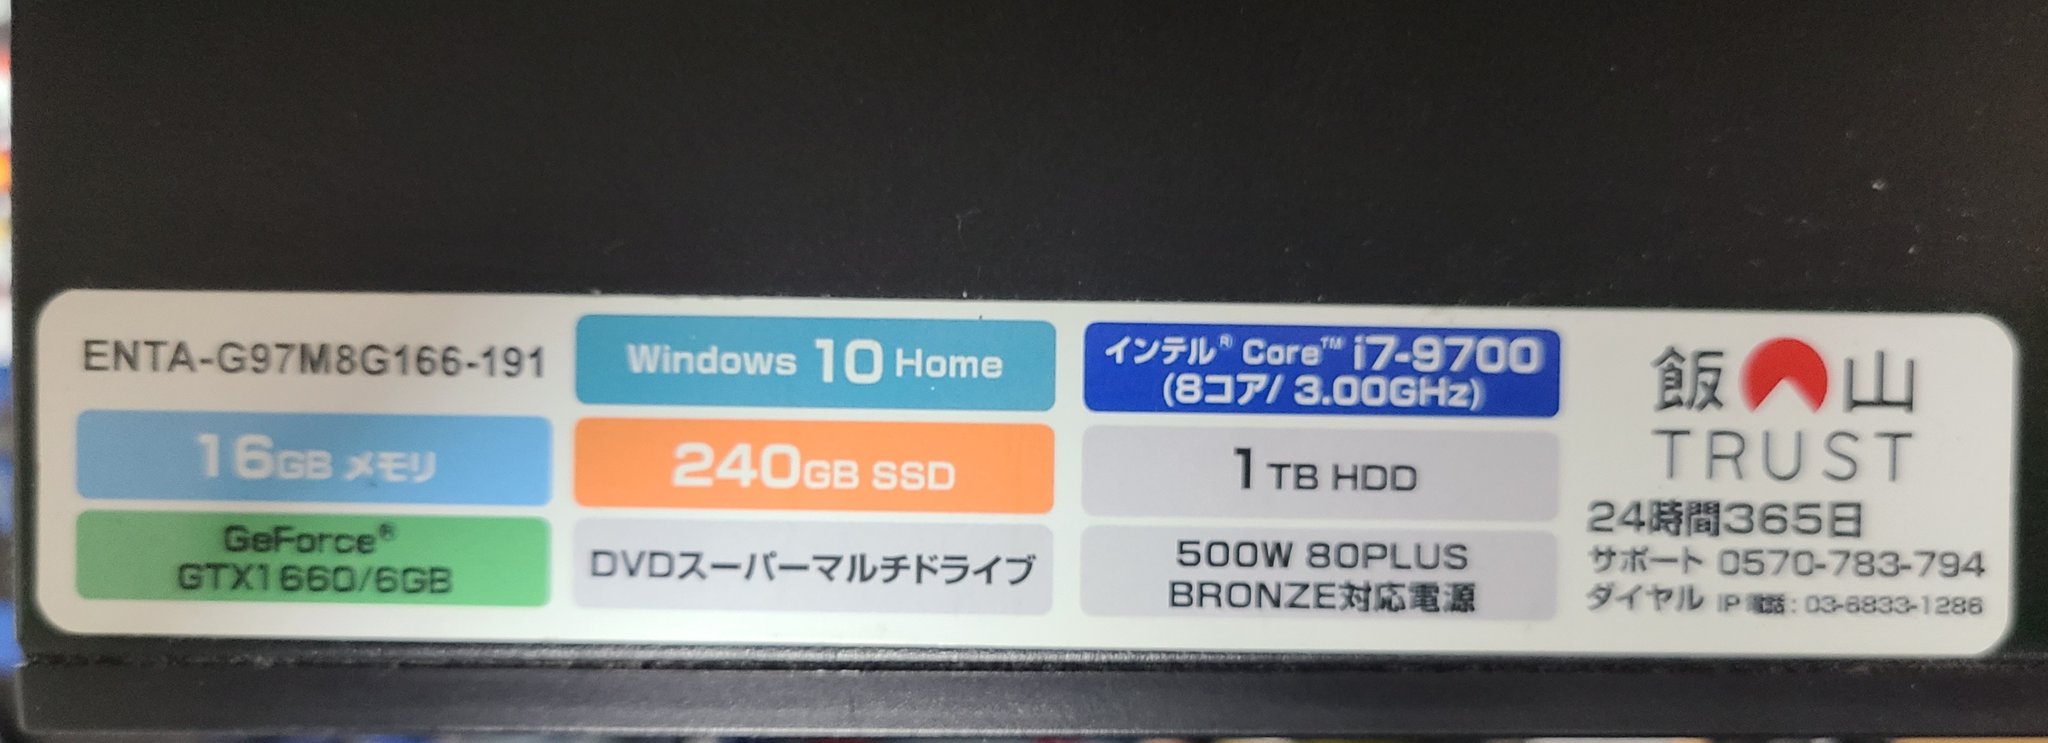 ENTA-G97M8G166-191
Windows 10 Home
インテル® Core™ i7-9700
(8コア/ 3.00GHz)
16GB メモリ
240GB SSD
1 TB HDD
GeForce®
GTX1660/6GB
DVDスーパーマルチドライブ
500W 80PLUS
BRONZE対応電源
飯山
TRUST
24時間365日
サポート 0570-783-794
ダイヤル IP電話:03-6833-1286